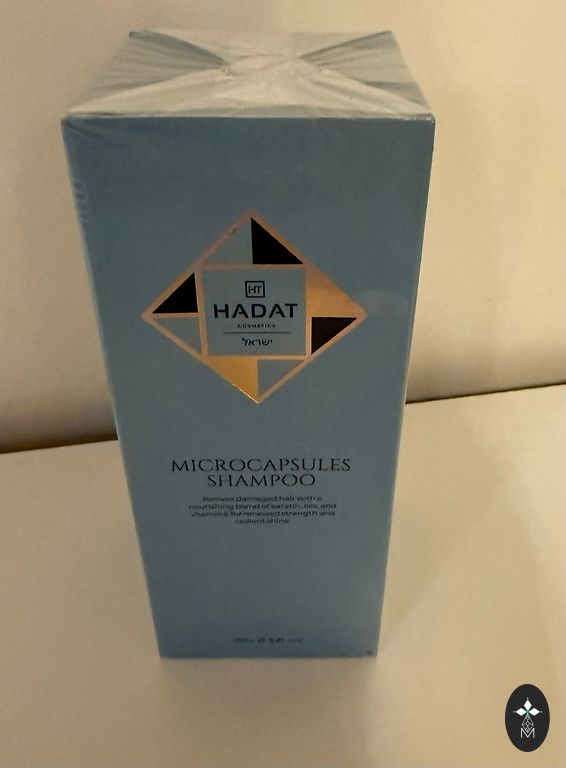 HT
HADAT
COSMETICS
ישראל
MICROCAPSULES
SHAMPOO
Revives damaged hair with a
nourishing blend of keratin, oils, and
vitamin E for renewed strength and
radiant shine.
M